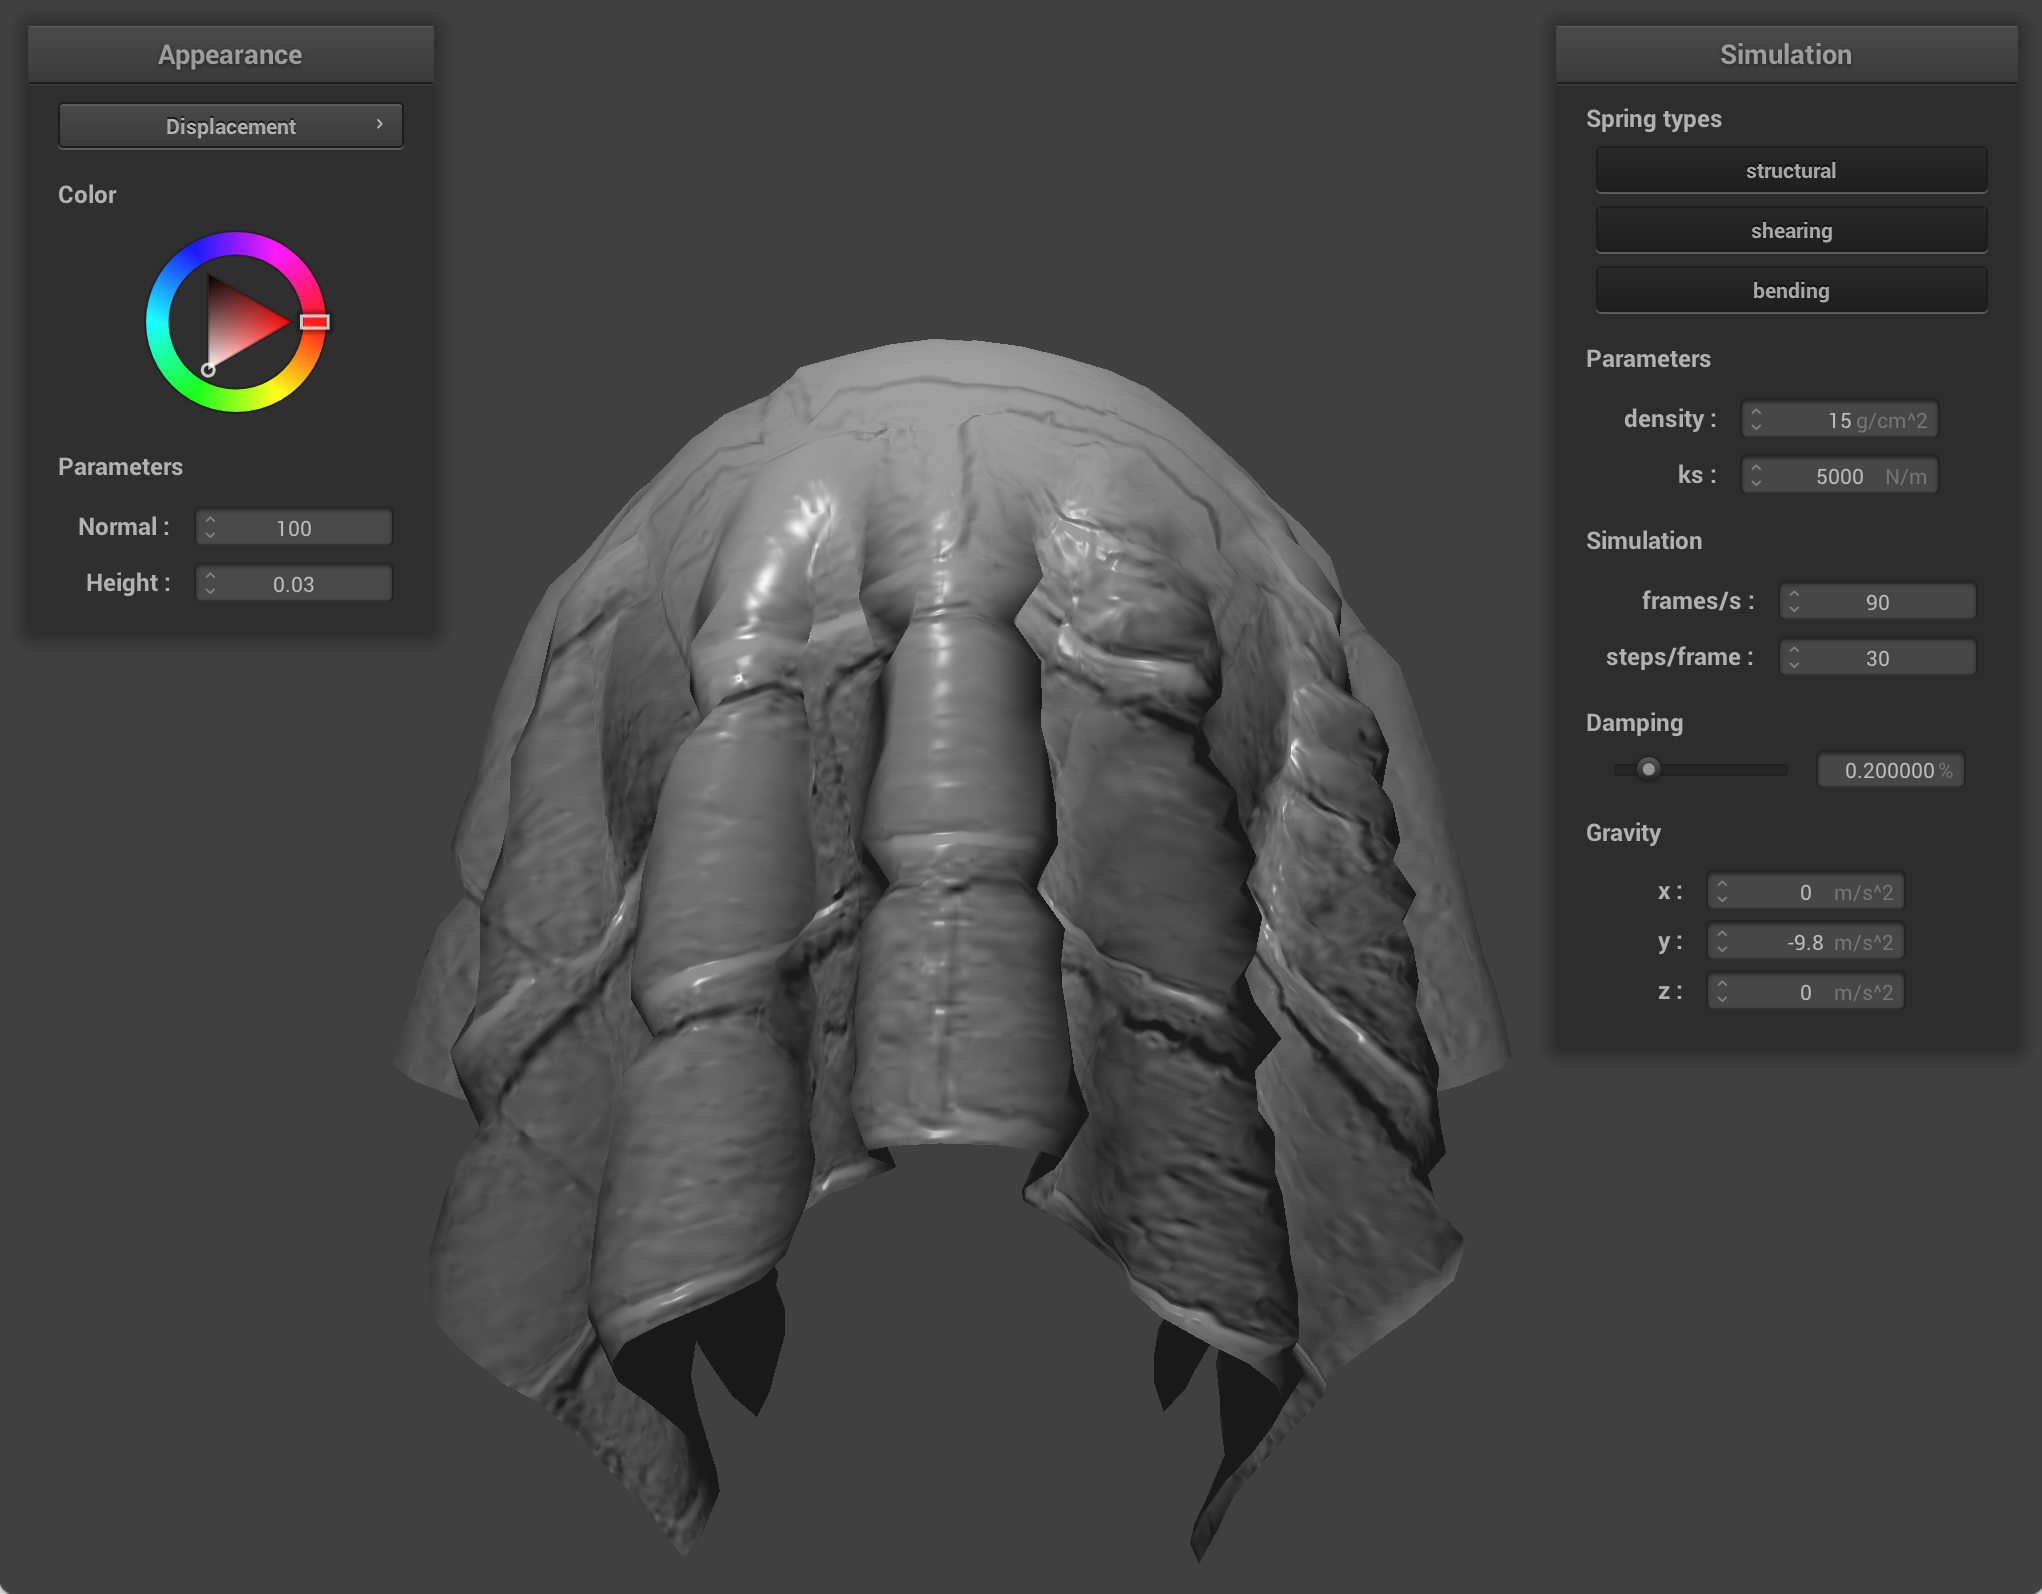 Appearance
Displacement
Color
Parameters
Normal : 100
Height : 0.03
Simulation
Spring types
structural
shearing
bending
Parameters
density : 15 g/cm^2
ks : 5000 N/m
Simulation
frames/s : 90
steps/frame : 30
Damping
0.200000 %
Gravity
x : 0 m/s^2
y : -9.8 m/s^2
z : 0 m/s^2